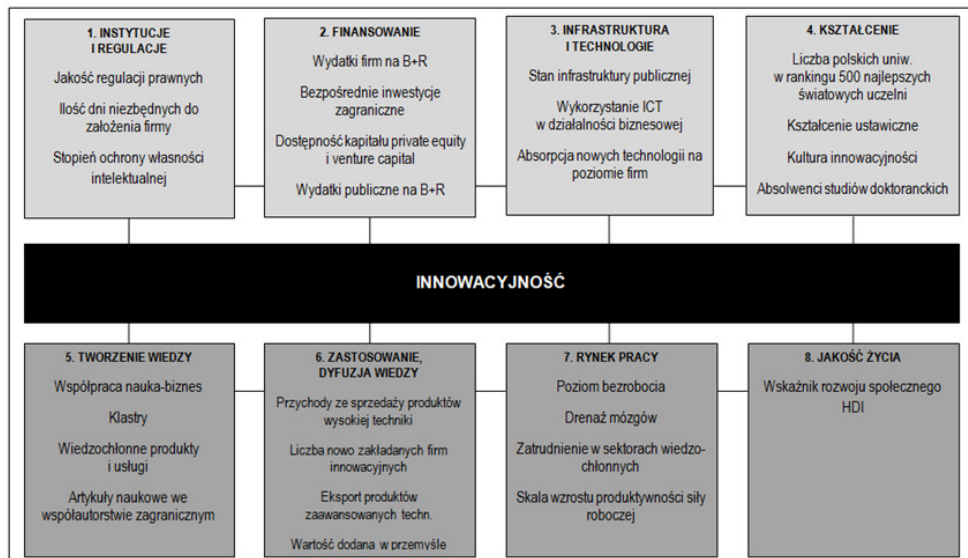 1. INSTYTUCJE
I REGULACJE
Jakość regulacji prawnych
Ilość dni niezbędnych do
założenia firmy
Stopień ochrony własności
intelektualnej
2. FINANSOWANIE
Wydatki firm na B+R
Bezpośrednie inwestycje
zagraniczne
Dostępność kapitału private equity
i venture capital
Wydatki publiczne na B+R
3. INFRASTRUKTURA
I TECHNOLOGIE
Stan infrastruktury publicznej
Wykorzystanie ICT
w działalności biznesowej
Absorpcja nowych technologii na
poziomie firm
4. KSZTAŁCENIE
Liczba polskich uniw.
w rankingu 500 najlepszych
światowych uczelni
Kształcenie ustawiczne
Kultura innowacyjności
Absolwenci studiów doktoranckich
INNOWACYJNOŚĆ
5. TWORZENIE WIEDZY
Współpraca nauka-biznes
Klastry
Wiedzochłonne produkty
i usługi
Artykuły naukowe we
współautorstwie zagranicznym
6. ZASTOSOWANIE,
DYFUZJA WIEDZY
Przychody ze sprzedaży produktów
wysokiej techniki
Liczba nowo zakładanych firm
innowacyjnych
Eksport produktów
zaawansowanych techn.
Wartość dodana w przemyśle
7. RYNEK PRACY
Poziom bezrobocia
Drenaż mózgów
Zatrudnienie w sektorach wiedzo-
chłonnych
Skala wzrostu produktywności siły
roboczej
8. JAKOŚĆ ŻYCIA
Wskaźnik rozwoju społecznego
HDI